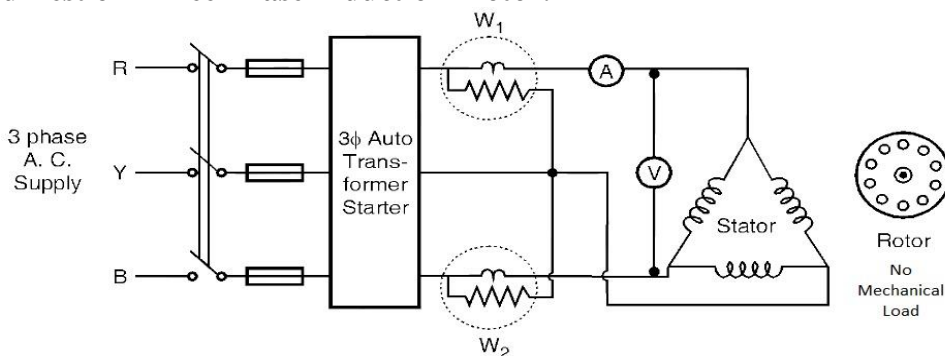 W1
R
A
3 phase
A. C.
Supply
Y
3ϕ Auto
Trans-
former
Starter
V
Stator
Rotor
No
Mechanical
Load
B
W2